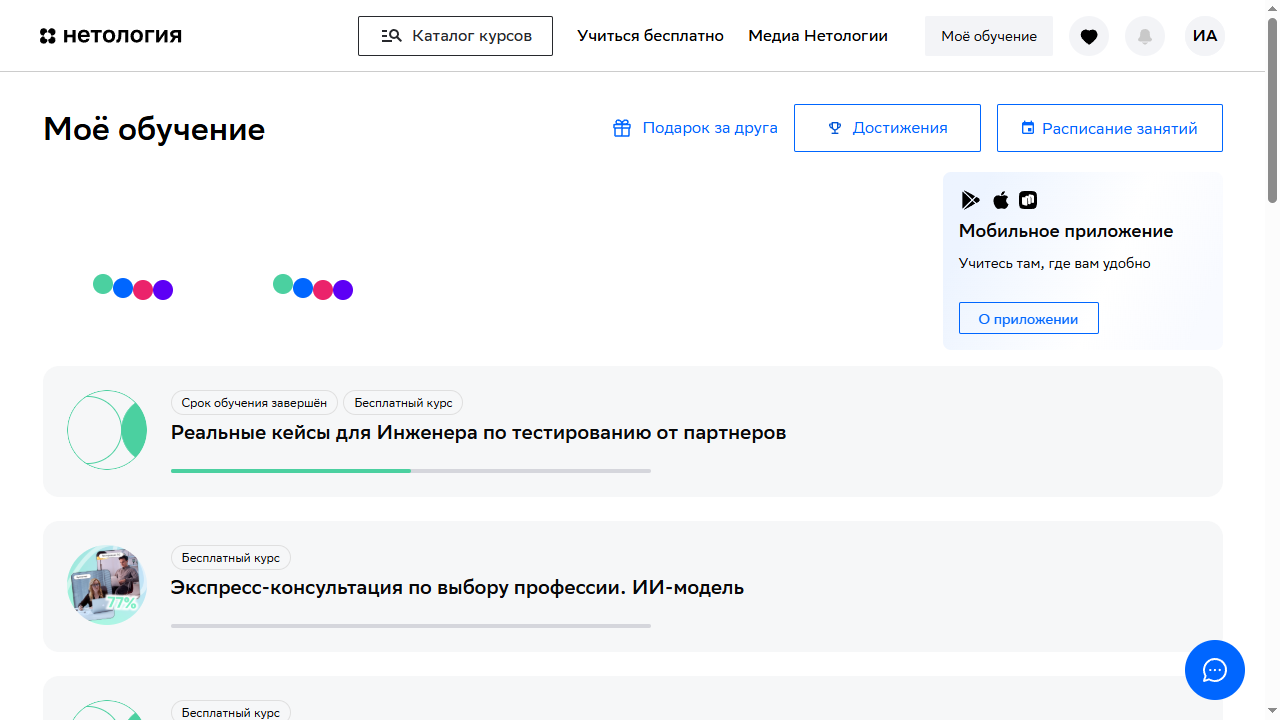 нетология
Каталог курсов
Учиться бесплатно
Медиа Нетологии
Моё обучение
ИА
Моё обучение
Подарок за друга
Достижения
Расписание занятий
Мобильное приложение
Учитесь там, где вам удобно
О приложении
Срок обучения завершён
Бесплатный курс
Реальные кейсы для Инженера по тестированию от партнеров
Бесплатный курс
Экспресс-консультация по выбору профессии. ИИ-модель
77%
Бесплатный курс